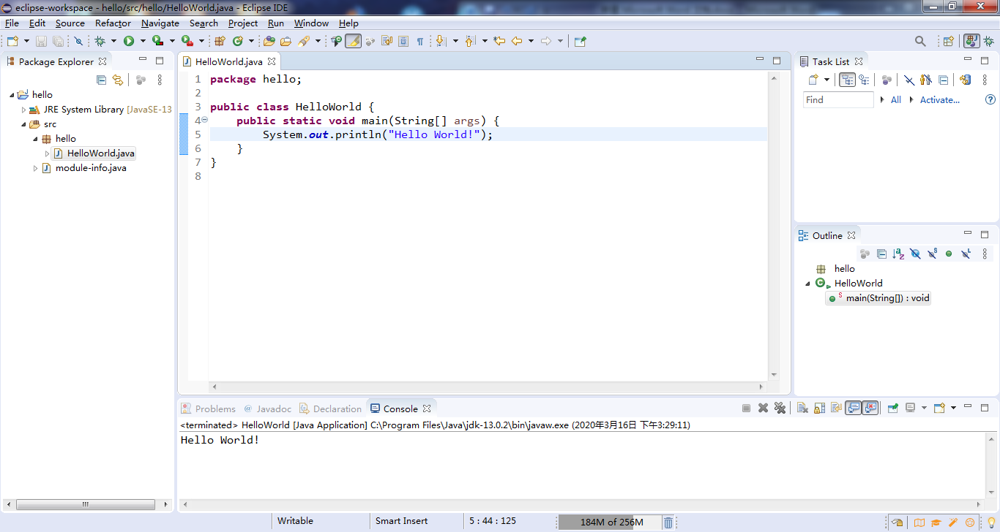 eclipse-workspace - hello/src/hello/HelloWorld.java - Eclipse IDE
File Edit Source Refactor Navigate Search Project Run Window Help
Package Explorer
hello
JRE System Library [JavaSE-13
src
hello
HelloWorld.java
module-info.java
HelloWorld.java
1 package hello;
2
3 public class HelloWorld {
4 public static void main(String[] args) {
5 System.out.println("Hello World!");
6 }
7 }
8
Task List
Find All Activate...
Outline
hello
HelloWorld
main(String[]) : void
Problems Javadoc Declaration Console
<terminated> HelloWorld [Java Application] C:\Program Files\Java\jdk-13.0.2\bin\javaw.exe (2020年3月16日 下午3:29:11)
Hello World!
Writable Smart Insert 5 : 44 : 125 184M of 256M